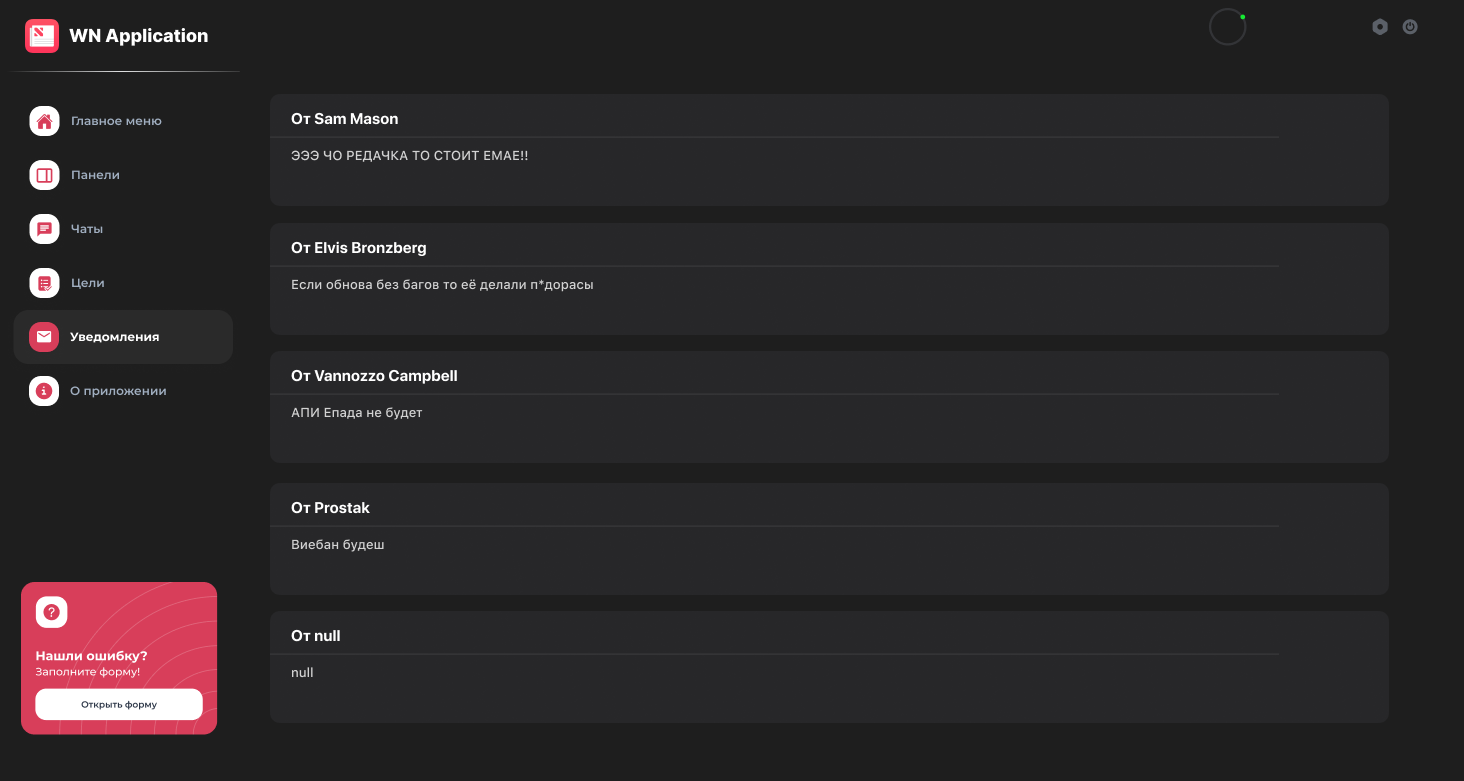 WN Application
Главное меню
Панели
Чаты
Цели
Уведомления
О приложении
Нашли ошибку?
Заполните форму!
Открыть форму
От Sam Mason
ЭЭЭ ЧО РЕДАЧКА ТО СТОИТ ЕМАЕ!!
От Elvis Bronzberg
Если обнова без багов то её делали п*дорасы
От Vannozzo Campbell
АПИ Епада не будет
От Prostak
Виебан будеш
От null
null